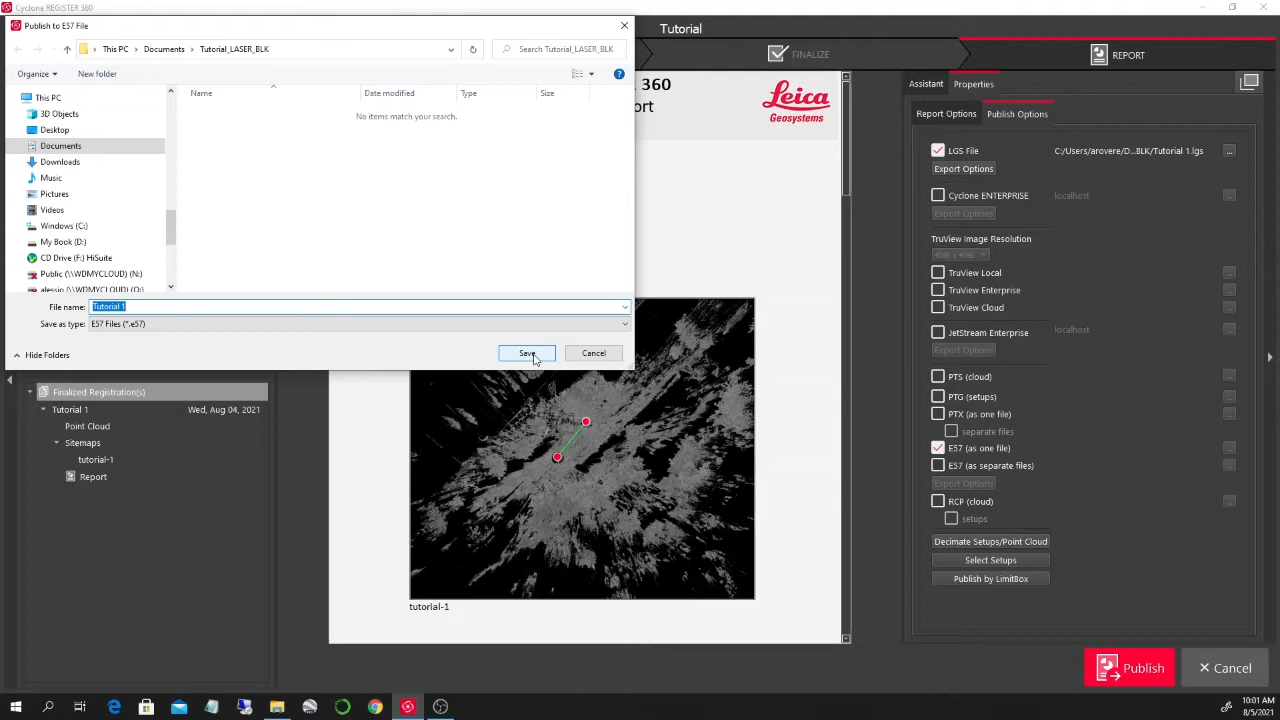 Cyclone REGISTER 360
Publish to E57 File
This PC
Documents
Tutorial_LASER_BLK
Search Tutorial_LASER_BLK
Organize
New folder
Name
Date modified
Type
Size
No items match your search.
This PC
3D Objects
Desktop
Documents
Downloads
Music
Pictures
Videos
Windows (C:)
My Book (D:)
CD Drive (F:) HiSuite
Public (\\WDMYCLOUD) (N:)
alessin (\\WDMYCLOUD) (O:)
File name: Tutorial 1
Save as type: E57 Files (*.e57)
Hide Folders
Save
Cancel
Tutorial
FINALIZE
REPORT
360
ort
Leica
Geosystems
tutorial-1
Finalized Registration(s)
Tutorial 1 Wed, Aug 04, 2021
Point Cloud
Sitemaps
tutorial-1
Report
Assistant
Properties
Report Options
Publish Options
LGS File C:/Users/arovere/D...BLK/Tutorial 1.lgs ...
Export Options
Cyclone ENTERPRISE localhost ...
Export Options
TruView Image Resolution
4096 x 4096
TruView Local ...
TruView Enterprise ...
TruView Cloud ...
JetStream Enterprise localhost ...
Export Options
PTS (cloud) ...
PTG (setups) ...
PTX (as one file) ...
separate files
E57 (as one file) ...
E57 (as separate files) ...
Export Options
RCP (cloud) ...
setups
Decimate Setups/Point Cloud
Select Setups
Publish by LimitBox
Publish
Cancel
10:01 AM
8/5/2021